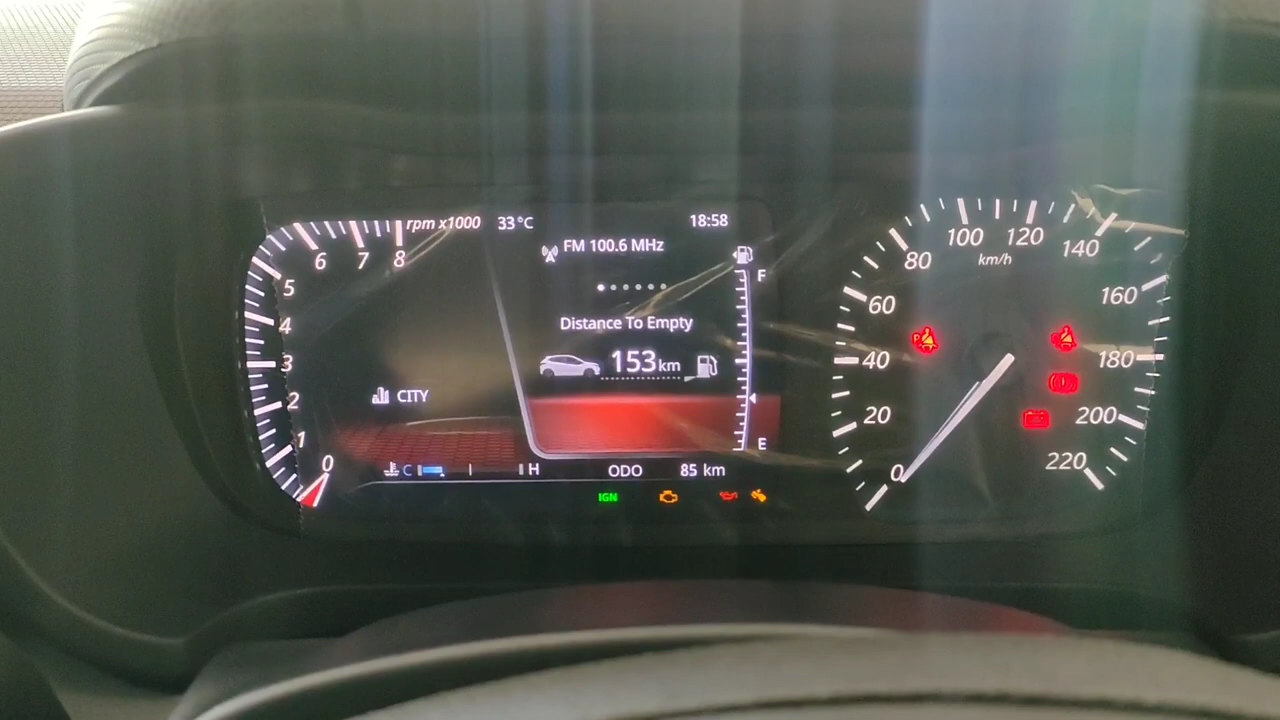 rpm x1000
33°C
18:58
FM 100.6 MHz
Distance To Empty
153 km
CITY
C
H
ODO 85 km
IGN
F
E
0
1
2
3
4
5
6
7
8
0
20
40
60
80
100
120
140
160
180
200
220
km/h
P